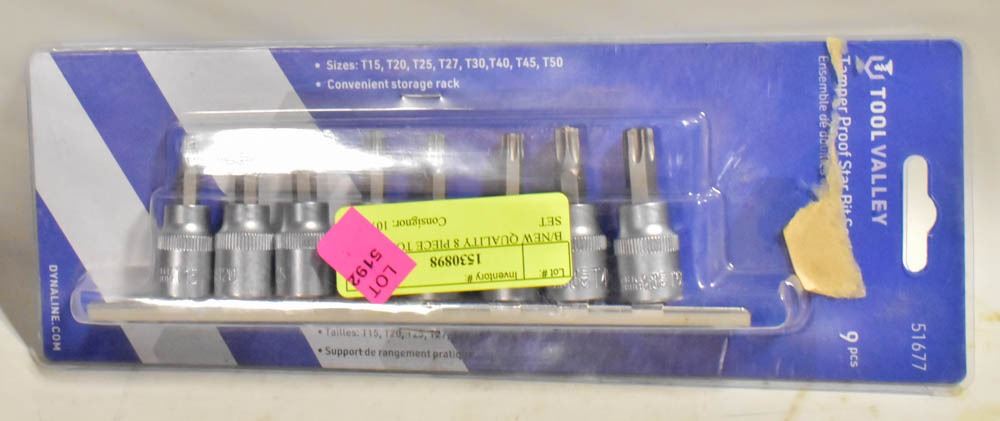 • Sizes: T15, T20, T25, T27, T30,T40, T45, T50
• Convenient storage rack
TOOL VALLEY
Tamper Proof Star Bit
Ensemble de
9 PCS
51677
DYNALINE.COM
LOT
5192
Lot #:
Inventory #
1530898
B/NEW QUALITY 8 PIECE
SET
Consignor:
• Tailles: T15, T20, T25, T27,
• Support de rangement pratique